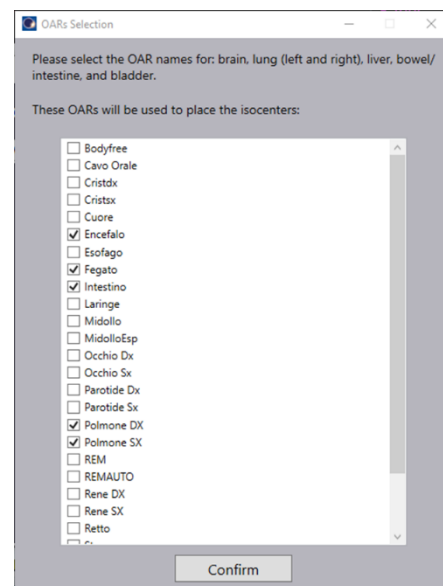 OARs Selection
Please select the OAR names for: brain, lung (left and right), liver, bowel/
intestine, and bladder.
These OARs will be used to place the isocenters:
Bodyfree
Cavo Orale
Cristdx
Cristsx
Cuore
Encefalo
Esofago
Fegato
Intestino
Laringe
Midollo
MidolloEsp
Occhio Dx
Occhio Sx
Parotide Dx
Parotide Sx
Polmone DX
Polmone SX
REM
REMAUTO
Rene DX
Rene SX
Retto
Confirm